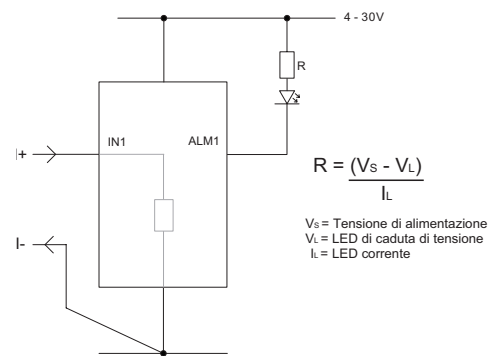 4 - 30V
R
IN1
ALM1
I+
I-
R = (Vs - VL)
IL
Vs = Tensione di alimentazione
VL = LED di caduta di tensione
IL = LED corrente